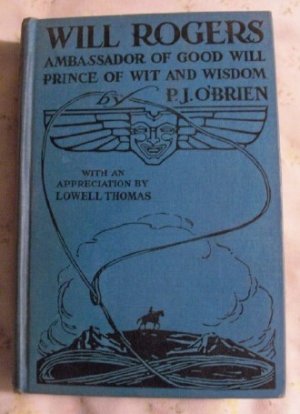 WILL ROGERS
AMBASSADOR OF GOOD WILL
PRINCE OF WIT AND WISDOM
by P.J. O'BRIEN
WITH AN
APPRECIATION BY
LOWELL THOMAS